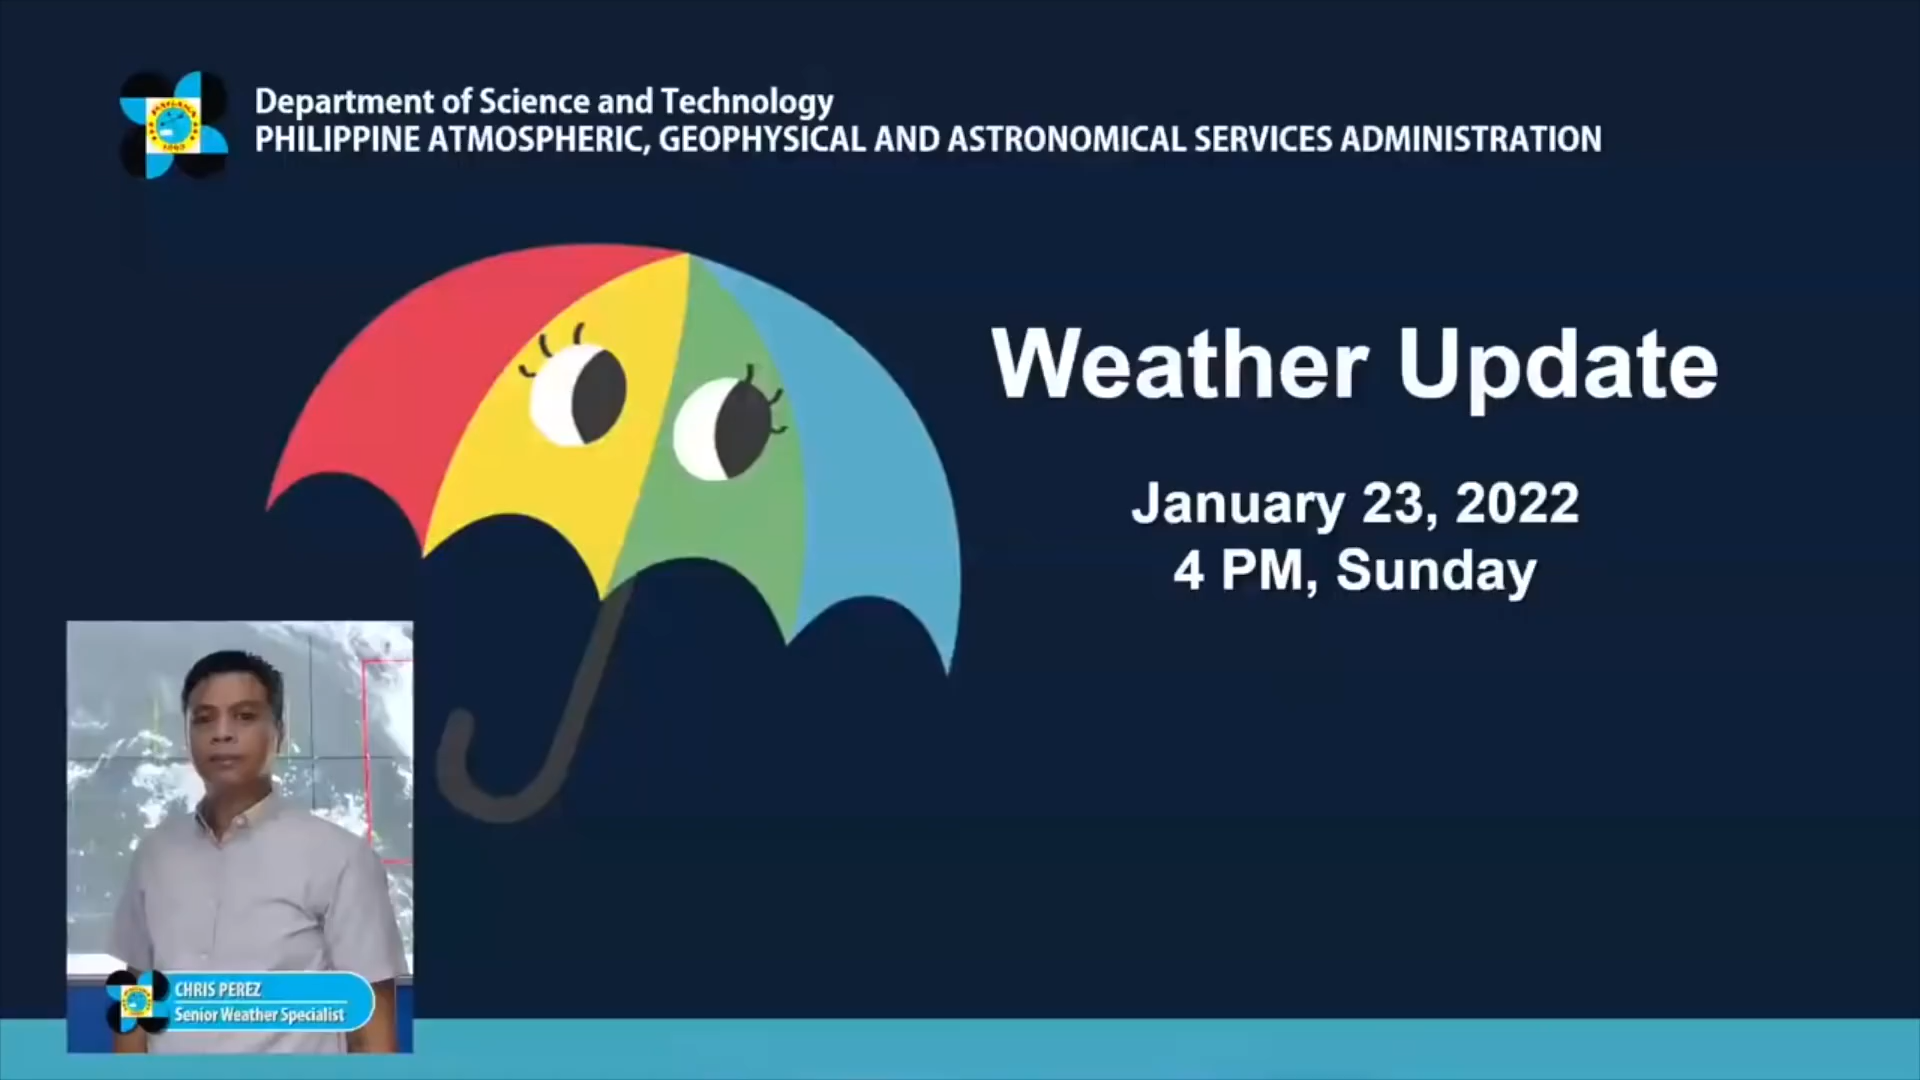 Department of Science and Technology
PHILIPPINE ATMOSPHERIC, GEOPHYSICAL AND ASTRONOMICAL SERVICES ADMINISTRATION
Weather Update
January 23, 2022
4 PM, Sunday
CHRIS PEREZ
Senior Weather Specialist